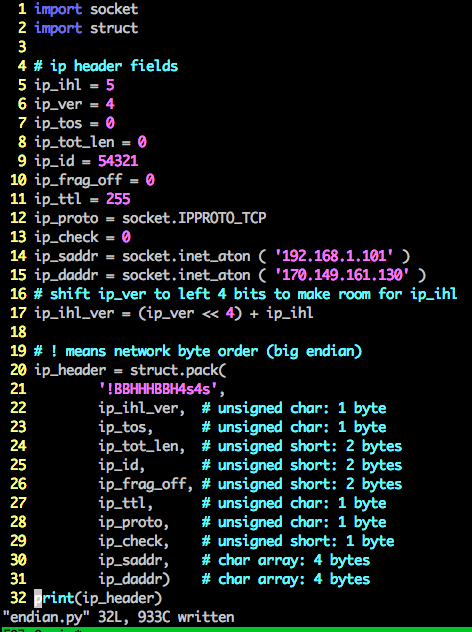 1 import socket
2 import struct
3
4 # ip header fields
5 ip_ihl = 5
6 ip_ver = 4
7 ip_tos = 0
8 ip_tot_len = 0
9 ip_id = 54321
10 ip_frag_off = 0
11 ip_ttl = 255
12 ip_proto = socket.IPPROTO_TCP
13 ip_check = 0
14 ip_saddr = socket.inet_aton ( '192.168.1.101' )
15 ip_daddr = socket.inet_aton ( '170.149.161.130' )
16 # shift ip_ver to left 4 bits to make room for ip_ihl
17 ip_ihl_ver = (ip_ver << 4) + ip_ihl
18
19 # ! means network byte order (big endian)
20 ip_header = struct.pack(
21         '!BBHHHBBH4s4s',
22         ip_ihl_ver,  # unsigned char: 1 byte
23         ip_tos,      # unsigned char: 1 byte
24         ip_tot_len,  # unsigned short: 2 bytes
25         ip_id,       # unsigned short: 2 bytes
26         ip_frag_off, # unsigned short: 2 bytes
27         ip_ttl,      # unsigned char: 1 byte
28         ip_proto,    # unsigned char: 1 byte
29         ip_check,    # unsigned short: 1 byte
30         ip_saddr,    # char array: 4 bytes
31         ip_daddr)    # char array: 4 bytes
32 print(ip_header)
"endian.py" 32L, 933C written